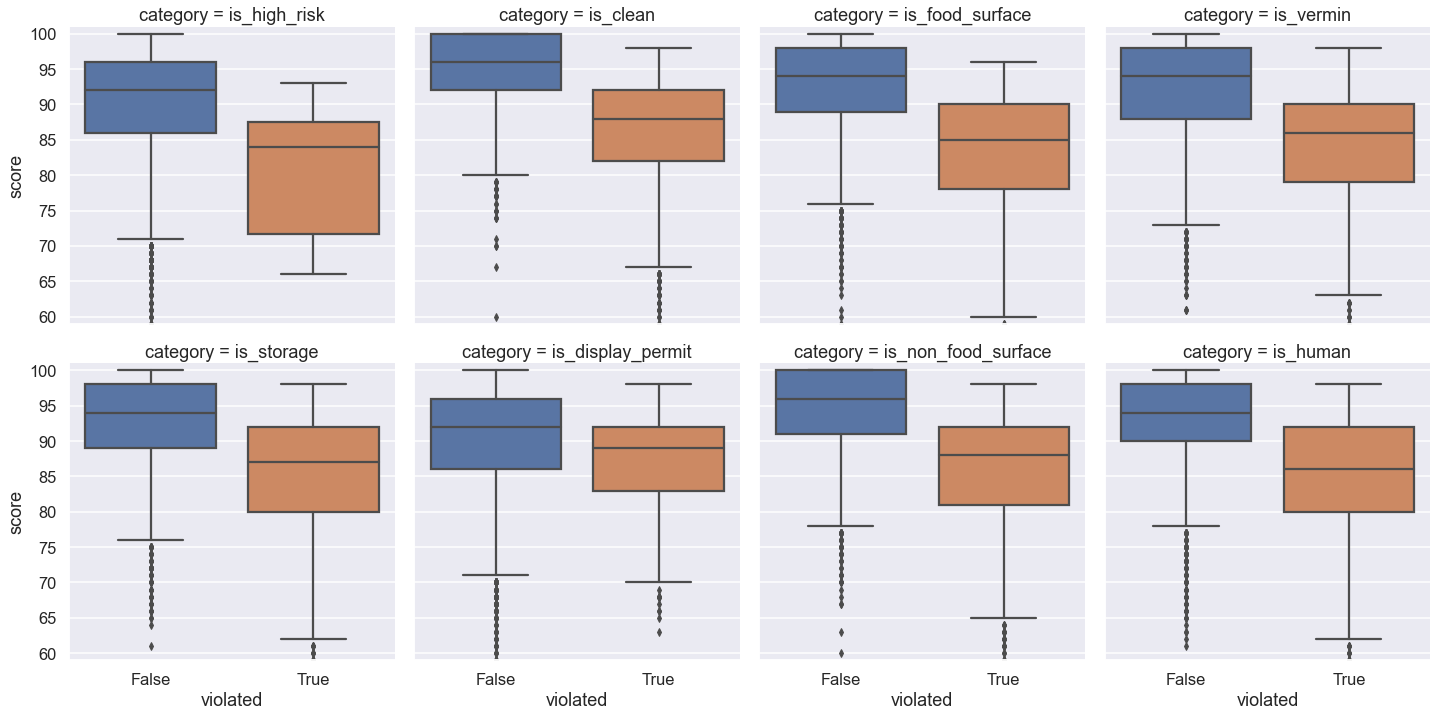 category = is_high_risk
category = is_clean
category = is_food_surface
category = is_vermin
100
95
90
85
80
75
70
65
60
score
category = is_storage
category = is_display_permit
category = is_non_food_surface
category = is_human
100
95
90
85
80
75
70
65
60
score
False True
False True
False True
False True
violated
violated
violated
violated